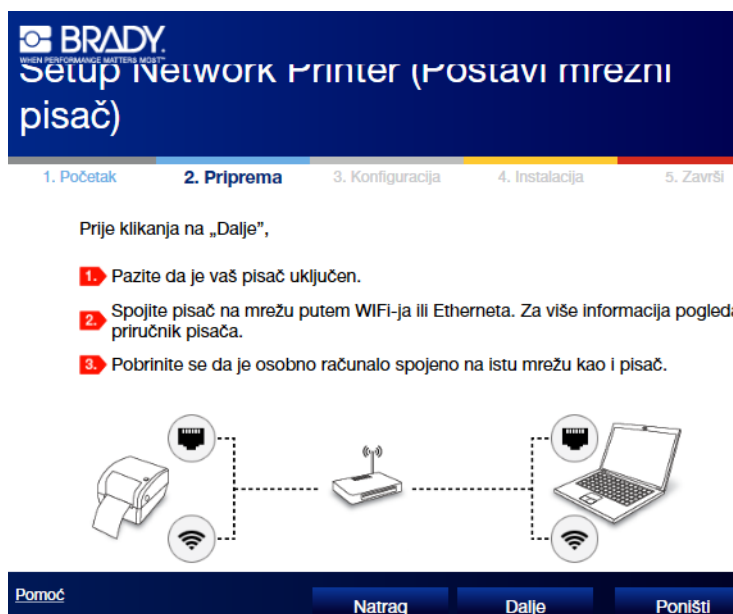 BRADY.
WHEN PERFORMANCE MATTERS MOST™
Setup Network Printer (Postavi mrežni
pisač)
1. Početak
2. Priprema
3. Konfiguracija
4. Instalacija
5. Završi
Prije klikanja na „Dalje”,
1. Pazite da je vaš pisač uključen.
2. Spojite pisač na mrežu putem WIFi-ja ili Etherneta. Za više informacija pogleda
priručnik pisača.
3. Pobrinite se da je osobno računalo spojeno na istu mrežu kao i pisač.
Pomoć
Natrag
Dalje
Poništi